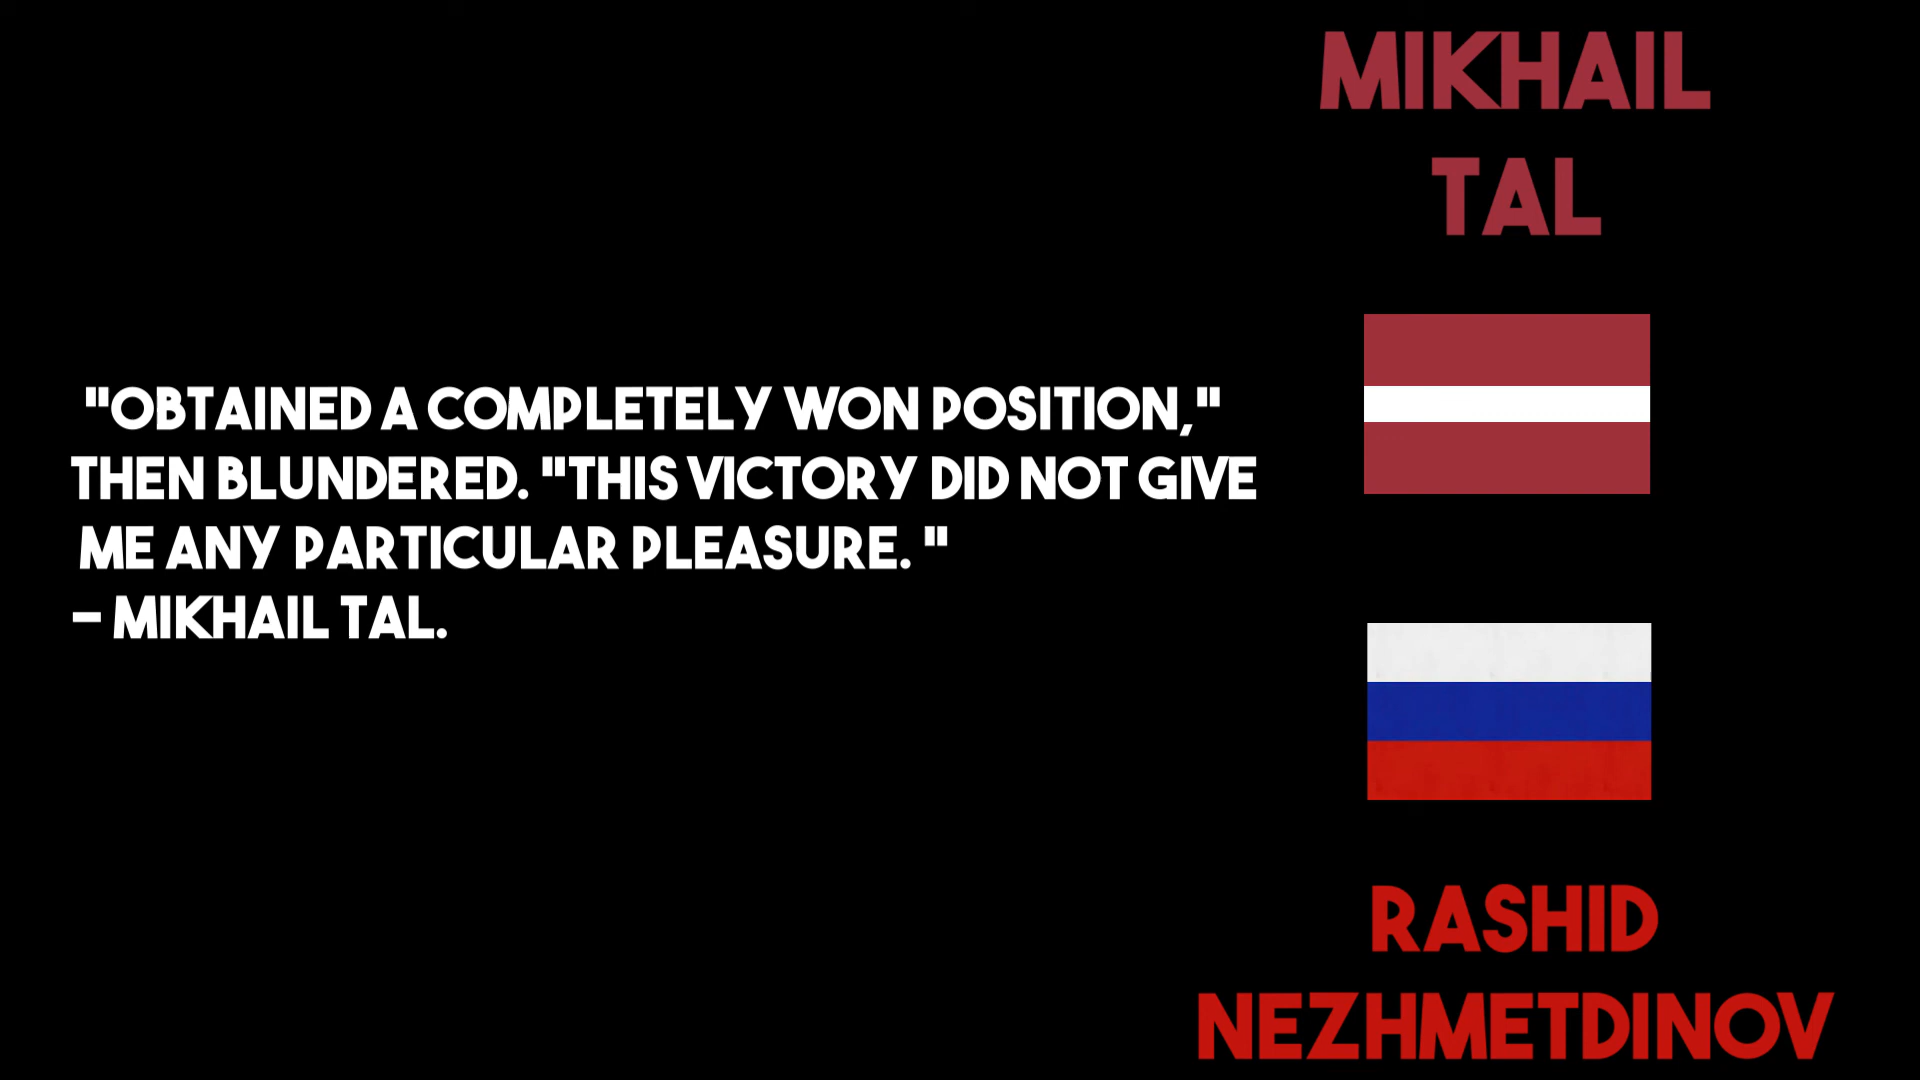 MIKHAIL
TAL
"OBTAINED A COMPLETELY WON POSITION,"
THEN BLUNDERED. "THIS VICTORY DID NOT GIVE
ME ANY PARTICULAR PLEASURE. "
- MIKHAIL TAL.
RASHID
NEZHMETDINOV